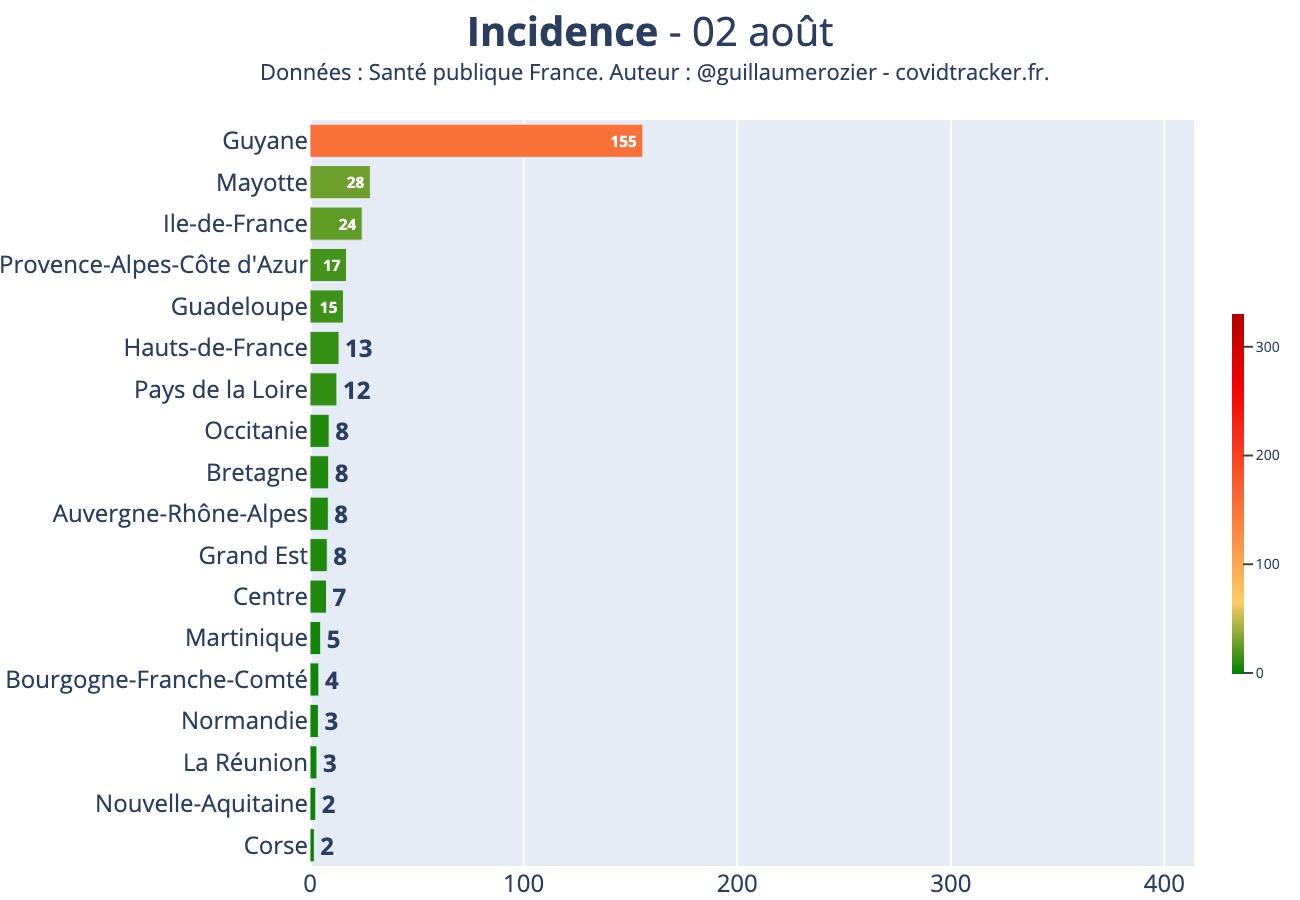 Incidence - 02 août
Données : Santé publique France. Auteur : @guillaumerozier - covidtracker.fr.
Guyane 155
Mayotte 28
Ile-de-France 24
Provence-Alpes-Côte d'Azur 17
Guadeloupe 15
Hauts-de-France 13
Pays de la Loire 12
Occitanie 8
Bretagne 8
Auvergne-Rhône-Alpes 8
Grand Est 8
Centre 7
Martinique 5
Bourgogne-Franche-Comté 4
Normandie 3
La Réunion 3
Nouvelle-Aquitaine 2
Corse 2
0 100 200 300 400
300
200
100
0